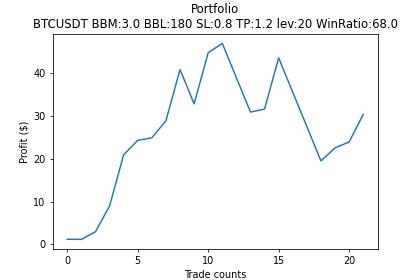 Portfolio
BTCUSDT BBM:3.0 BBL:180 SL:0.8 TP:1.2 lev:20 WinRatio:68.0
40
30
20
10
0
Profit ($)
0 5 10 15 20
Trade counts